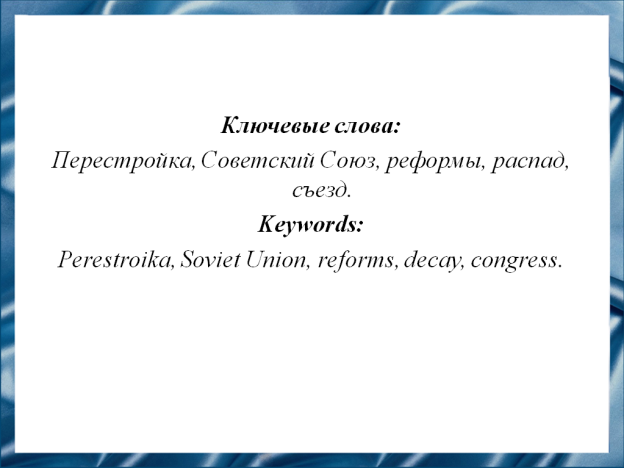 Ключевые слова:
Перестройка, Советский Союз, реформы, распад,
съезд.
Keywords:
Perestroika, Soviet Union, reforms, decay, congress.